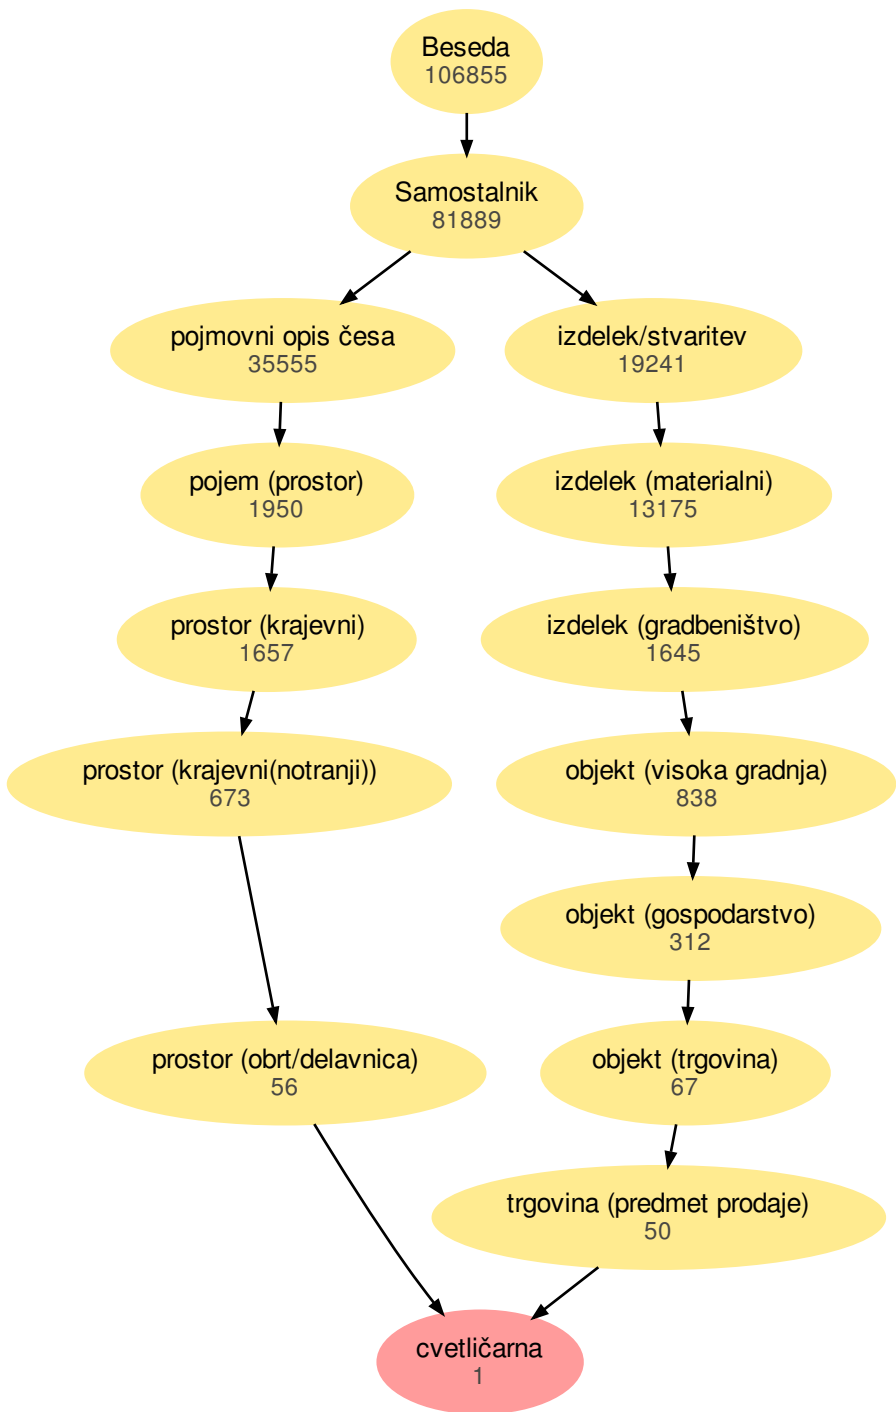 Beseda
106855
Samostalnik
81889
pojmovni opis česa
35555
izdelek/stvaritev
19241
pojem (prostor)
1950
izdelek (materialni)
13175
prostor (krajevni)
1657
izdelek (gradbeništvo)
1645
prostor (krajevni(notranji))
673
objekt (visoka gradnja)
838
objekt (gospodarstvo)
312
prostor (obrt/delavnica)
56
objekt (trgovina)
67
trgovina (predmet prodaje)
50
cvetličarna
1